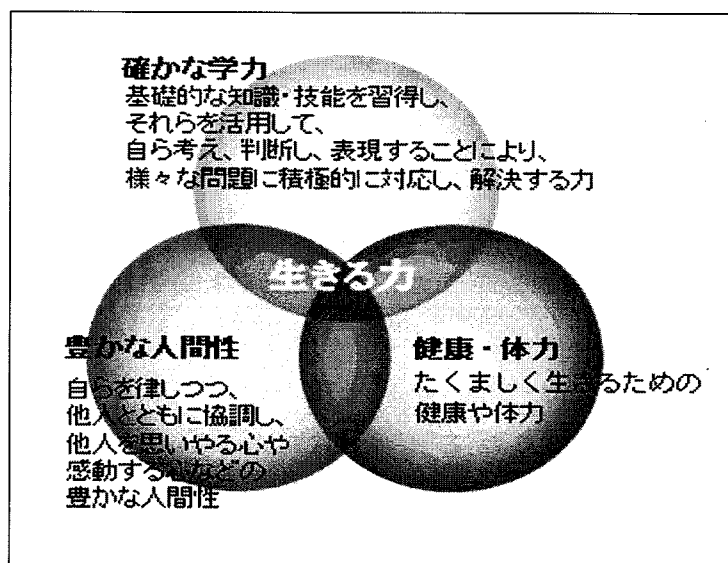 確かな学力
基礎的な知識・技能を習得し、
それらを活用して、
自ら考え、判断し、表現することにより、
様々な問題に積極的に対応し、解決する力
生きる力
豊かな人間性
自らを律しつつ、
他人とともに協調し、
他人を思いやる心や
感動する心などの
豊かな人間性
健康・体力
たくましく生きるための
健康や体力